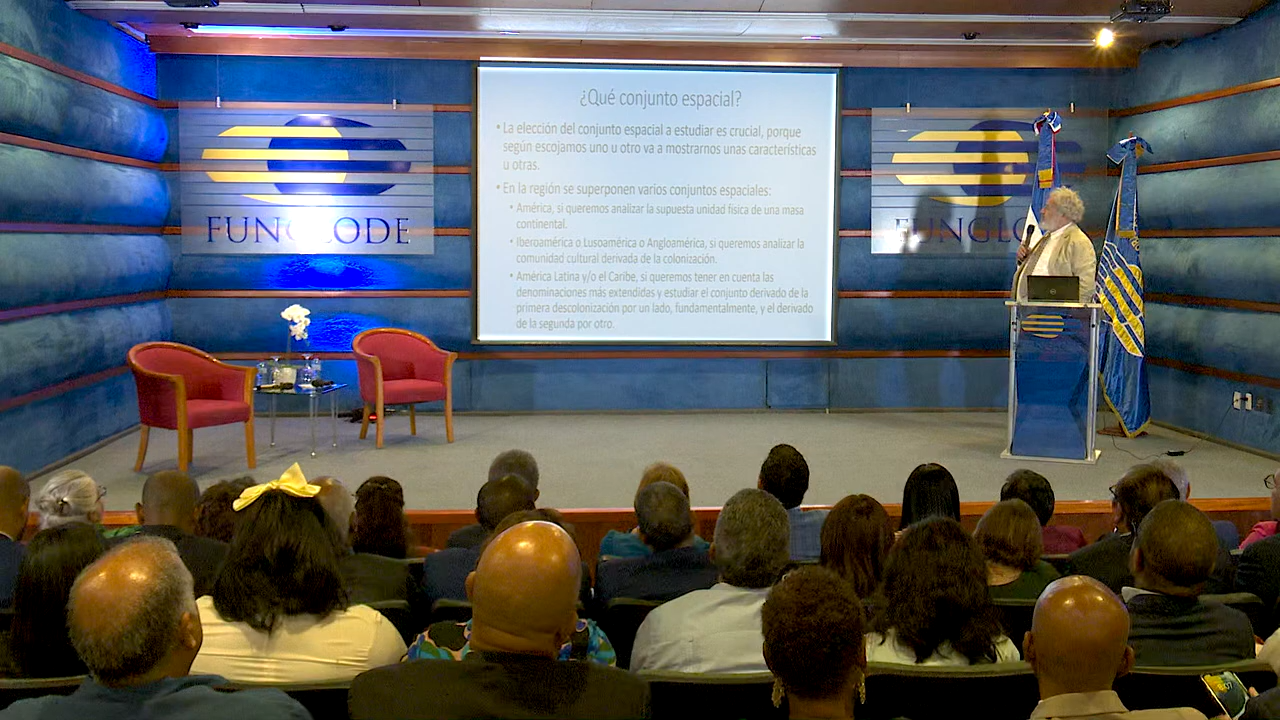 ¿Qué conjunto espacial?
• La elección del conjunto espacial a estudiar es crucial, porque
según escojamos uno u otro va a mostrarnos unas características
u otras.
• En la región se superponen varios conjuntos espaciales:
• América, si queremos analizar la supuesta unidad física de una masa
continental.
• Iberoamérica o Lusoamérica o Angloamérica, si queremos analizar la
comunidad cultural derivada de la colonización.
• América Latina y/o el Caribe, si queremos tener en cuenta las
denominaciones más extendidas y estudiar el conjunto derivado de la
primera descolonización por un lado, fundamentalmente, y el derivado
de la segunda por otro.
FUNGLODE
FUNGLO